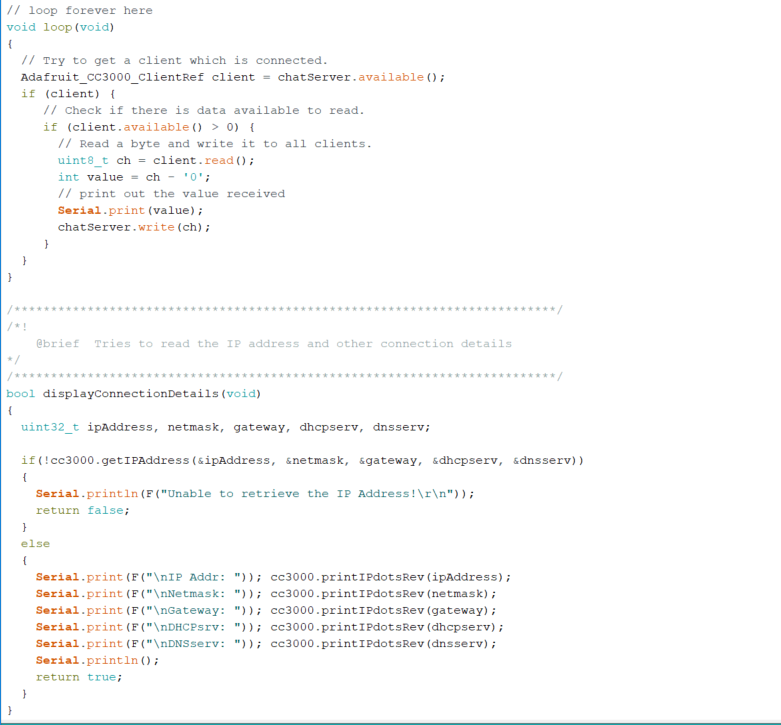 // loop forever here
void loop(void)
{
  // Try to get a client which is connected.
  Adafruit_CC3000_ClientRef client = chatServer.available();
  if (client) {
     // Check if there is data available to read.
     if (client.available() > 0) {
       // Read a byte and write it to all clients.
       uint8_t ch = client.read();
       int value = ch - '0';
       // print out the value received
       Serial.print(value);
       chatServer.write(ch);
     }
  }
}

/**************************************************************************/
/*!
    @brief  Tries to read the IP address and other connection details
*/
/**************************************************************************/
bool displayConnectionDetails(void)
{
  uint32_t ipAddress, netmask, gateway, dhcpserv, dnsserv;

  if(!cc3000.getIPAddress(&ipAddress, &netmask, &gateway, &dhcpserv, &dnsserv))
  {
    Serial.println(F("Unable to retrieve the IP Address!\r\n"));
    return false;
  }
  else
  {
    Serial.print(F("\nIP Addr: ")); cc3000.printIPdotsRev(ipAddress);
    Serial.print(F("\nNetmask: ")); cc3000.printIPdotsRev(netmask);
    Serial.print(F("\nGateway: ")); cc3000.printIPdotsRev(gateway);
    Serial.print(F("\nDHCPsrv: ")); cc3000.printIPdotsRev(dhcpserv);
    Serial.print(F("\nDNSserv: ")); cc3000.printIPdotsRev(dnsserv);
    Serial.println();
    return true;
  }
}